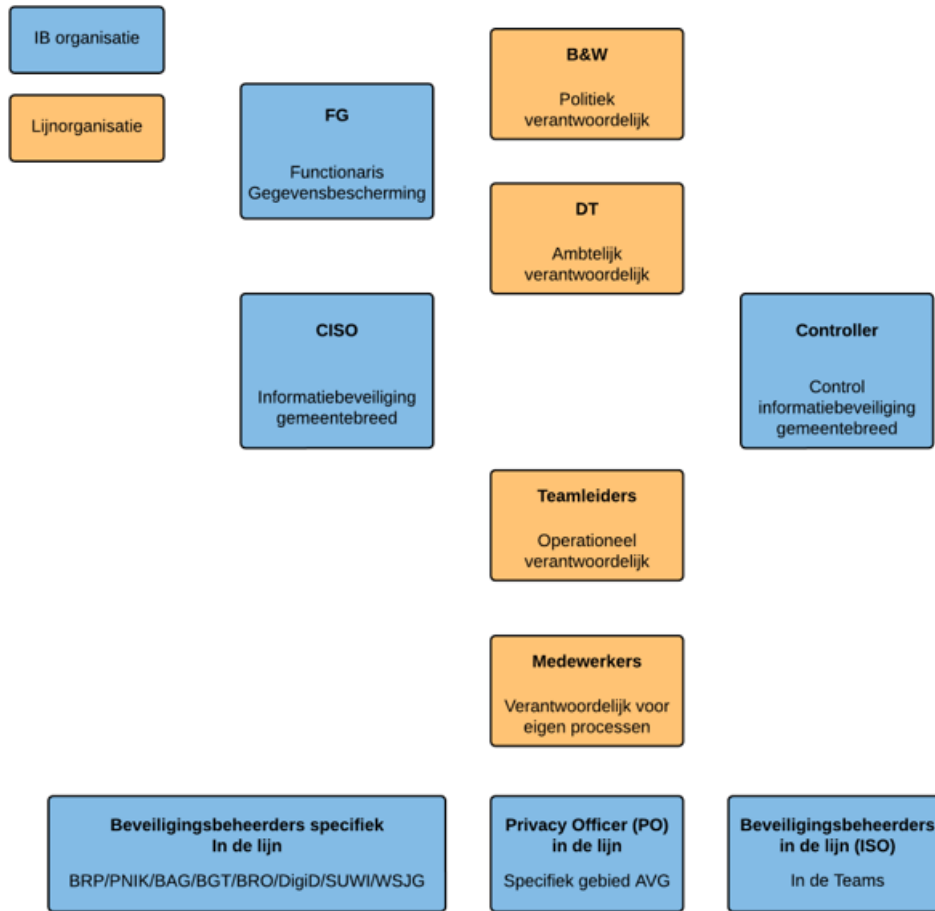 IB organisatie
Lijnorganisatie
B&W
Politiek
verantwoordelijk
FG
Functionaris
Gegevensbescherming
DT
Ambtelijk
verantwoordelijk
CISO
Informatiebeveiliging
gemeentebreed
Controller
Control
informatiebeveiliging
gemeentebreed
Teamleiders
Operationeel
verantwoordelijk
Medewerkers
Verantwoordelijk voor
eigen processen
Beveiligingsbeheerders specifiek
In de lijn
BRP/PNIK/BAG/BGT/BRO/DigiD/SUWI/WSJG
Privacy Officer (PO)
in de lijn
Specifiek gebied AVG
Beveiligingsbeheerders
in de lijn (ISO)
In de Teams